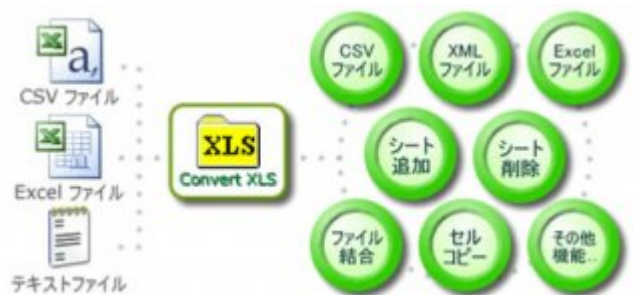 a,
CSV ファイル
Excel ファイル
テキストファイル
XLS
Convert XLS
CSV
ファイル
XML
ファイル
Excel
ファイル
シート
追加
シート
削除
ファイル
結合
セル
コピー
その他
機能...